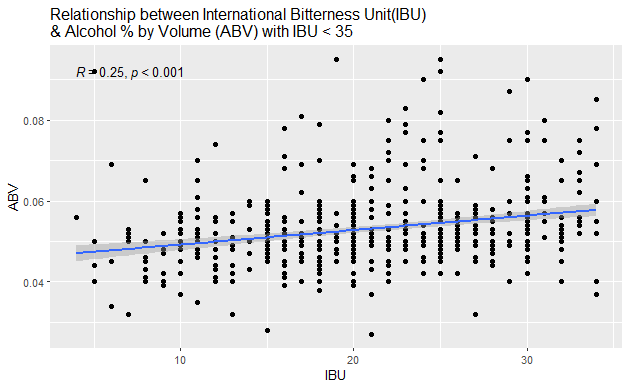 Relationship between International Bitterness Unit(IBU)
& Alcohol % by Volume (ABV) with IBU < 35
R = 0.25, p < 0.001
0.08
0.06
0.04
ABV
10 20 30
IBU